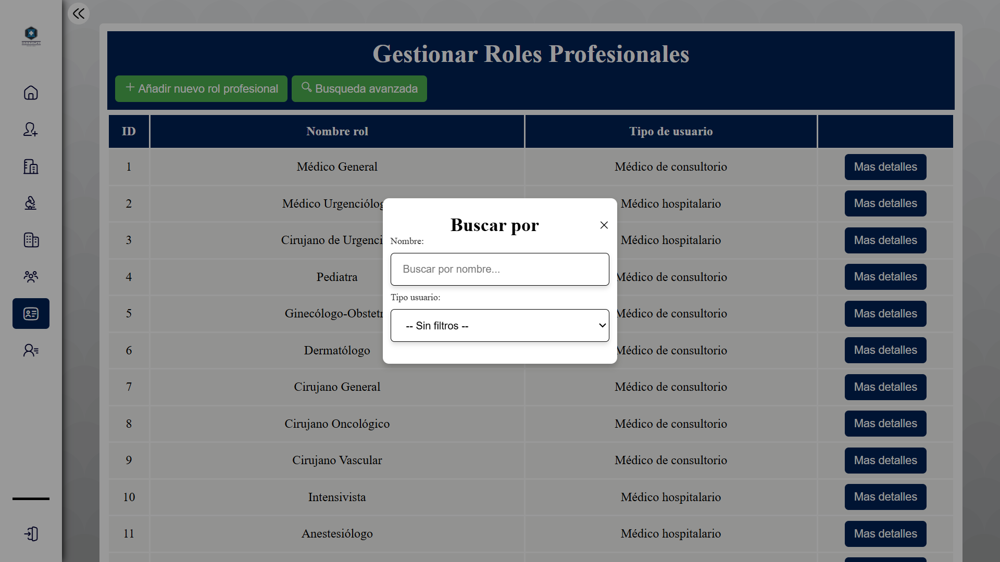 HOSPITAL
Gestionar Roles Profesionales
Añadir nuevo rol profesional
Busqueda avanzada
ID Nombre rol Tipo de usuario
1 Médico General Médico de consultorio Mas detalles
2 Médico Urgenciólog Médico hospitalario Mas detalles
3 Cirujano de Urgenci Médico hospitalario Mas detalles
4 Pediatra Médico de consultorio Mas detalles
5 Ginecólogo-Obstetr Médico de consultorio Mas detalles
6 Dermatólogo Médico de consultorio Mas detalles
7 Cirujano General Médico de consultorio Mas detalles
8 Cirujano Oncológico Médico de consultorio Mas detalles
9 Cirujano Vascular Médico de consultorio Mas detalles
10 Intensivista Médico hospitalario Mas detalles
11 Anestesiólogo Médico hospitalario Mas detalles
Buscar por
Nombre:
Buscar por nombre...
Tipo usuario:
-- Sin filtros --